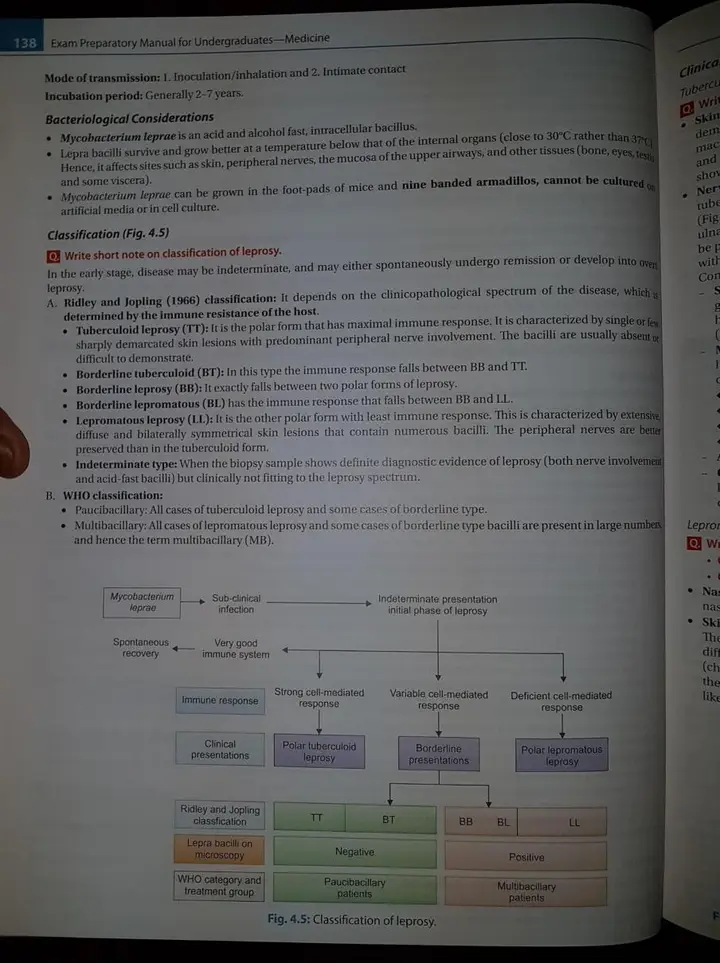 138 Exam Preparatory Manual for Undergraduates—Medicine
Mode of transmission: 1. Inoculation/inhalation and 2. Intimate contact
Incubation period: Generally 2–7 years.
Bacteriological Considerations
• Mycobacterium leprae is an acid and alcohol fast, intracellular bacillus.
• Lepra bacilli survive and grow better at a temperature below that of the internal organs (close to 30°C rather than 37°C).
Hence, it affects sites such as skin, peripheral nerves, the mucosa of the upper airways, and other tissues (bone, eyes, testis
and some viscera).
• Mycobacterium leprae can be grown in the foot-pads of mice and nine banded armadillos, cannot be cultured on
artificial media or in cell culture.
Classification (Fig. 4.5)
Q. Write short note on classification of leprosy.
In the early stage, disease may be indeterminate, and may either spontaneously undergo remission or develop into overt
leprosy.
A. Ridley and Jopling (1966) classification: It depends on the clinicopathological spectrum of the disease, which is
determined by the immune resistance of the host.
• Tuberculoid leprosy (TT): It is the polar form that has maximal immune response. It is characterized by single or few
sharply demarcated skin lesions with predominant peripheral nerve involvement. The bacilli are usually absent or
difficult to demonstrate.
• Borderline tuberculoid (BT): In this type the immune response falls between BB and TT.
• Borderline leprosy (BB): It exactly falls between two polar forms of leprosy.
• Borderline lepromatous (BL) has the immune response that falls between BB and LL.
• Lepromatous leprosy (LL): It is the other polar form with least immune response. This is characterized by extensive,
diffuse and bilaterally symmetrical skin lesions that contain numerous bacilli. The peripheral nerves are better
preserved than in the tuberculoid form.
• Indeterminate type: When the biopsy sample shows definite diagnostic evidence of leprosy (both nerve involvement
and acid-fast bacilli) but clinically not fitting to the leprosy spectrum.
B. WHO classification:
• Paucibacillary: All cases of tuberculoid leprosy and some cases of borderline type.
• Multibacillary: All cases of lepromatous leprosy and some cases of borderline type bacilli are present in large numbers
and hence the term multibacillary (MB).
Mycobacterium
leprae
Sub-clinical
infection
Indeterminate presentation
initial phase of leprosy
Spontaneous
recovery
Very good
immune system
Immune response
Strong cell-mediated
response
Variable cell-mediated
response
Deficient cell-mediated
response
Clinical
presentations
Polar tuberculoid
leprosy
Borderline
presentations
Polar lepromatous
leprosy
Ridley and Jopling
classfication
TT BT BB BL LL
Lepra bacilli on
microscopy
Negative
Positive
WHO category and
treatment group
Paucibacillary
patients
Multibacillary
patients
Fig. 4.5: Classification of leprosy.